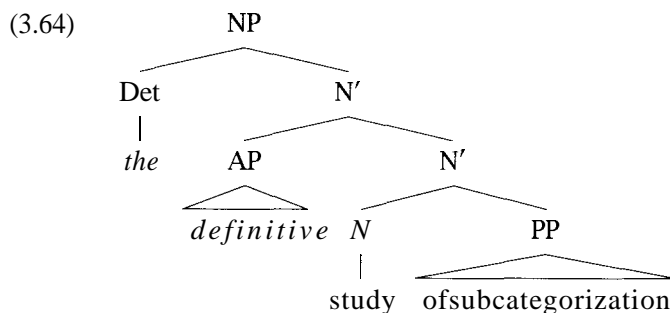 (3.64) NP
Det N′
the AP N′
definitive N PP
study ofsubcategorization